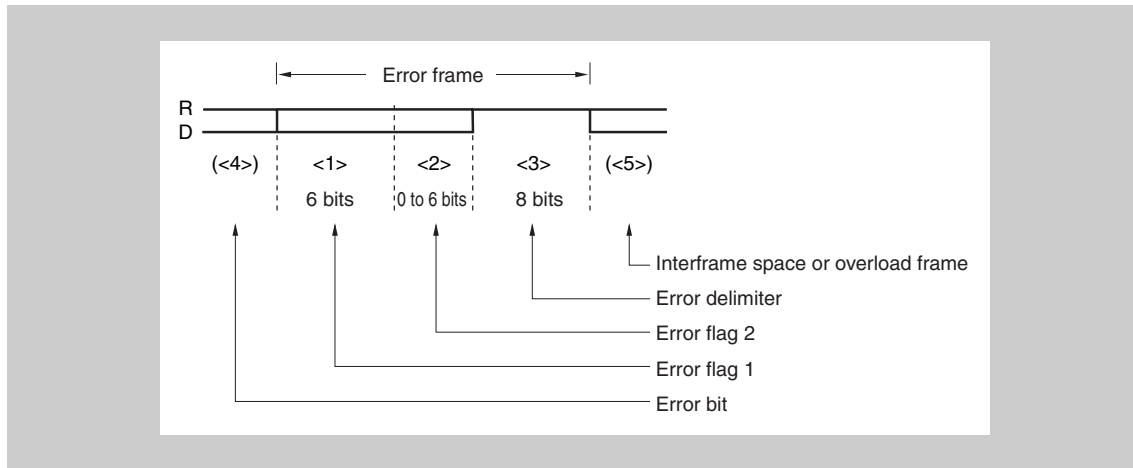 Error frame
R
D
(<4>) <1> <2> <3> (<5>)
6 bits 0 to 6 bits 8 bits
Interframe space or overload frame
Error delimiter
Error flag 2
Error flag 1
Error bit